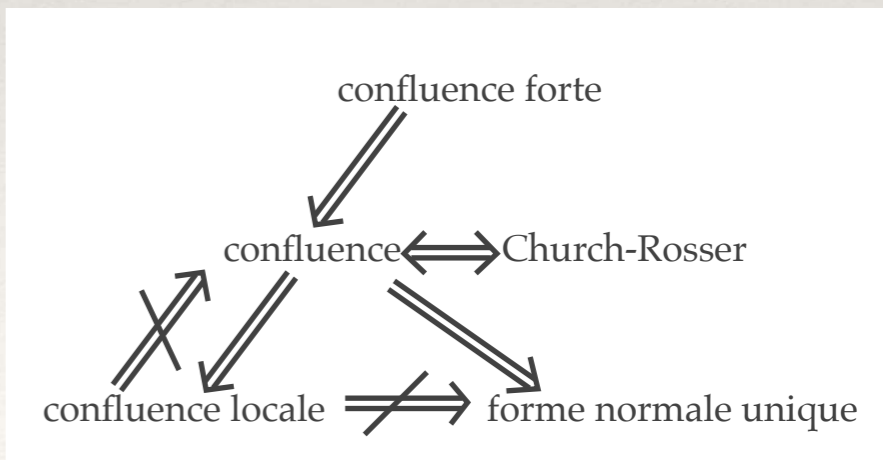 confluence forte
confluence Church-Rosser
confluence locale forme normale unique